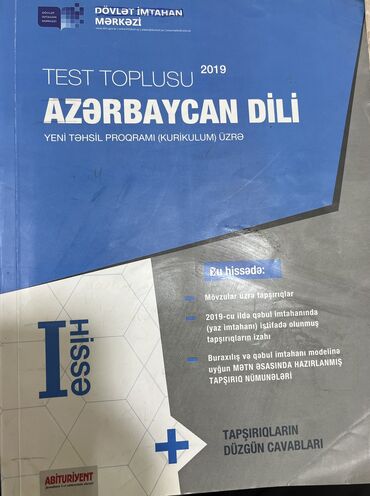 DÖVLƏT İMTAHAN
MƏRKƏZİ
TEST TOPLUSU 2019
AZƏRBAYCAN DİLİ
YENİ TƏHSİL PROQRAMI (KURİKULUM) ÜZRƏ
Bu hissədə:
Mövzular üzrə tapşırıqlar
2019-cu ildə qəbul imtahanında
(yaz imtahanı) istifadə olunmuş
tapşırıqların izahı
Buraxılış və qəbul imtahanı modelinə
uyğun MƏTN ƏSASINDA HAZIRLANMIŞ
TAPŞIRIQ NÜMUNƏLƏRİ
I HİSSƏ
+ TAPŞIRIQLARIN
DÜZGÜN CAVABLARI
ABITURIYENT